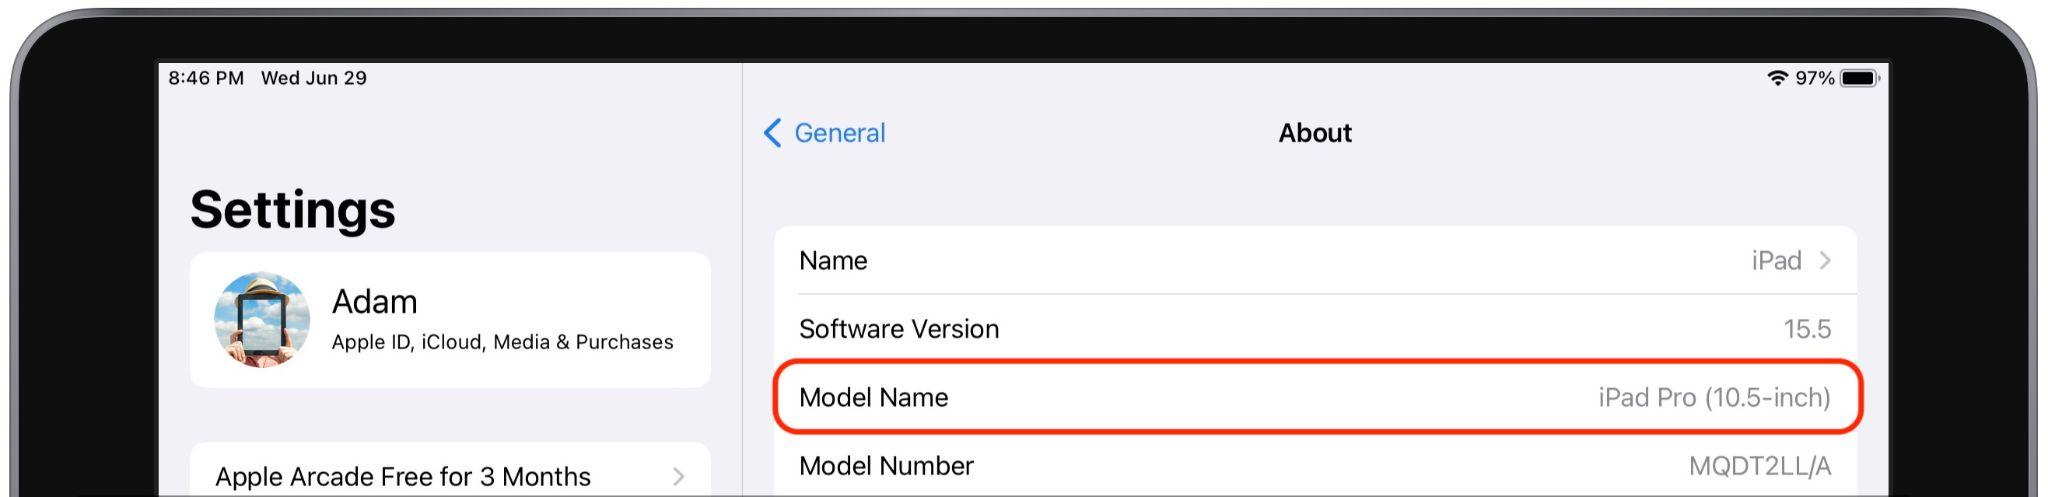 8:46 PM Wed Jun 29
97%
Settings
Adam
Apple ID, iCloud, Media & Purchases
Apple Arcade Free for 3 Months
General
About
Name iPad
Software Version 15.5
Model Name iPad Pro (10.5-inch)
Model Number MQDT2LL/A